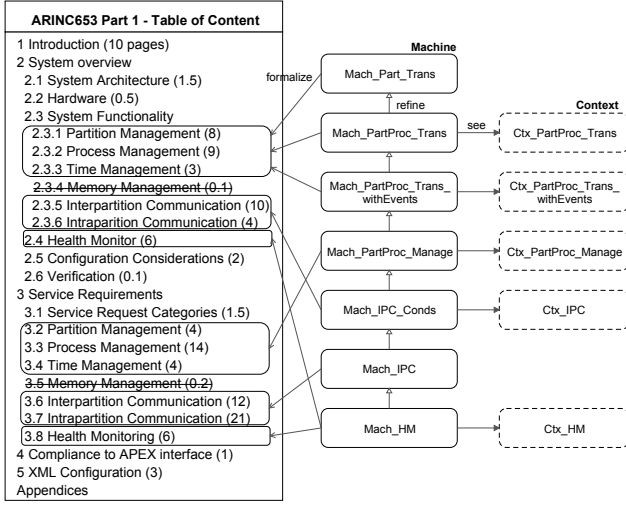 ARINC653 Part 1 - Table of Content
1 Introduction (10 pages)
2 System overview
2.1 System Architecture (1.5)
2.2 Hardware (0.5)
2.3 System Functionality
2.3.1 Partition Management (8)
2.3.2 Process Management (9)
2.3.3 Time Management (3)
2.3.4 Memory Management (0.1)
2.3.5 Interpartition Communication (10)
2.3.6 Intraparition Communication (4)
2.4 Health Monitor (6)
2.5 Configuration Considerations (2)
2.6 Verification (0.1)
3 Service Requirements
3.1 Service Request Categories (1.5)
3.2 Partition Management (4)
3.3 Process Management (14)
3.4 Time Management (4)
3.5 Memory Management (0.2)
3.6 Interpartition Communication (12)
3.7 Intrapartition Communication (21)
3.8 Health Monitoring (6)
4 Compliance to APEX interface (1)
5 XML Configuration (3)
Appendices
formalize
Machine
Mach_Part_Trans
refine
Mach_PartProc_Trans
see
Mach_PartProc_Trans_
withEvents
Mach_PartProc_Manage
Mach_IPC_Conds
Mach_IPC
Mach_HM
Context
Ctx_PartProc_Trans
Ctx_PartProc_Trans_
withEvents
Ctx_PartProc_Manage
Ctx_IPC
Ctx_HM